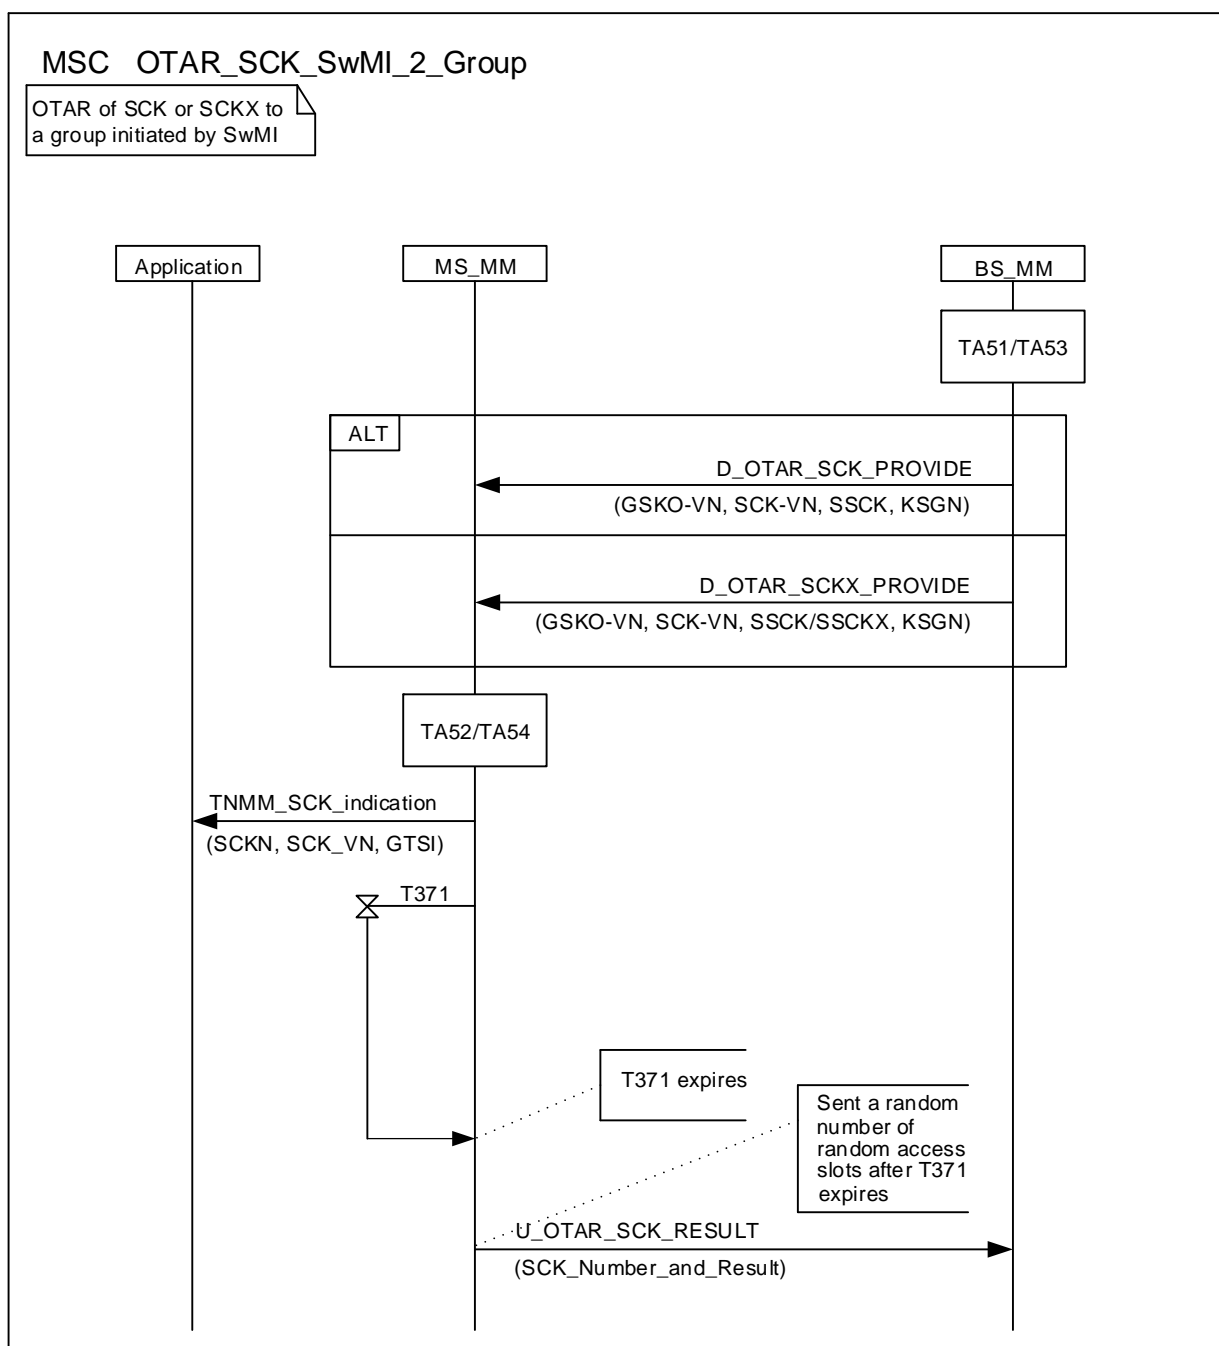 MSC OTAR_SCK_SwMI_2_Group
OTAR of SCK or SCKX to
a group initiated by SwMI
Application
MS_MM
BS_MM
TA51/TA53
ALT
D_OTAR_SCK_PROVIDE
(GSKO-VN, SCK-VN, SSCK, KSGN)
D_OTAR_SCKX_PROVIDE
(GSKO-VN, SCK-VN, SSCK/SSCKX, KSGN)
TA52/TA54
TNMM_SCK_indication
(SCKN, SCK_VN, GTSI)
T371
T371 expires
Sent a random
number of
random access
slots after T371
expires
U_OTAR_SCK_RESULT
(SCK_Number_and_Result)